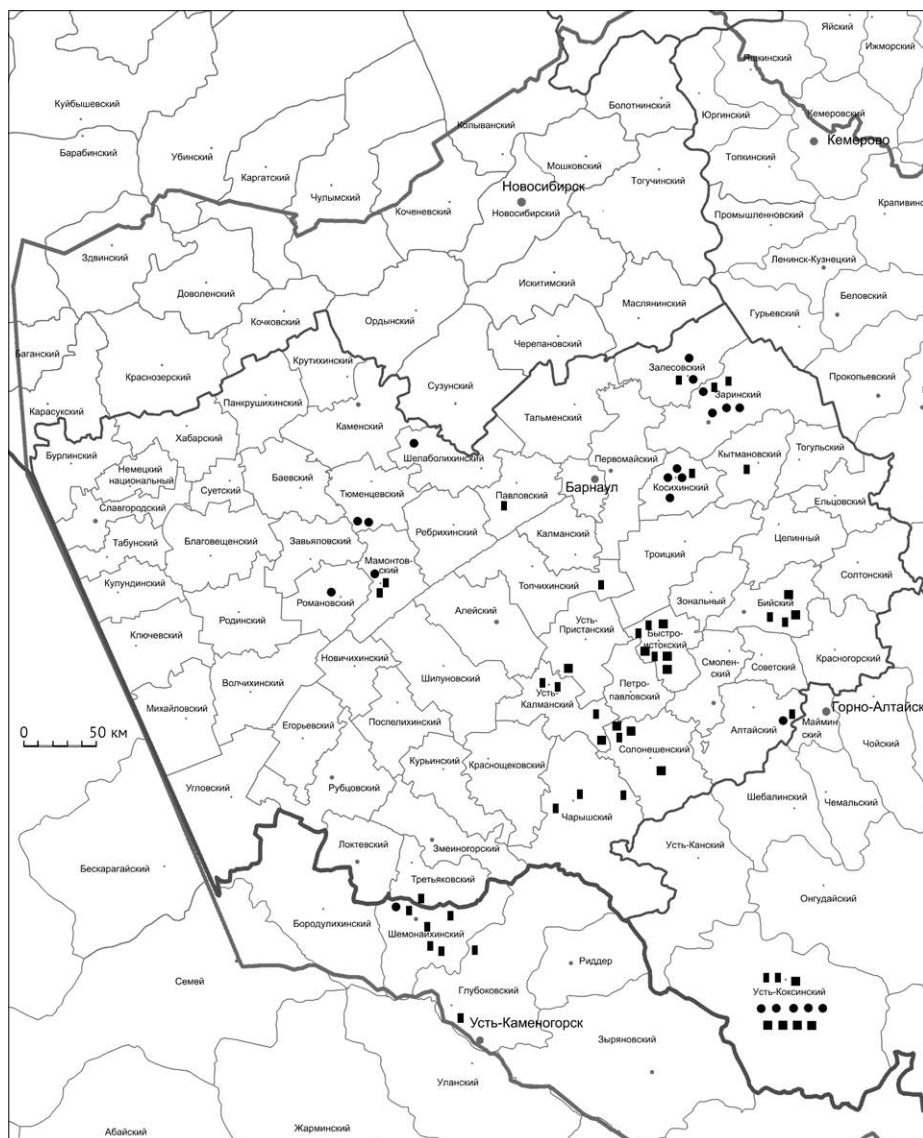 Яйский
Ижморский
Яшкинский
Куйбышевский
Болотнинский
Юргинский
Кемеровский
Колыванский
Кемерово
Барабинский
Убинский
Мошковский
Топкинский
Каргатский
Тогучинский
Чулымский
Новосибирск
Крапивинс
Коченевский
Новосибирский
Промышленновский
Здвинский
Ленинск-Кузнецкий
Искитимский
Доволенский
Беловский
Маслянинский
Гурьевский
Кочковский
Ордынский
Черепановский
Баганский
Крутихинский
Залесовский
Краснозерский
Сузунский
Прокопьевский
Заринский
Панкрушихинский
Карасукский
Тальменский
Каменский
Хабарский
Тогульский
Бурлинский
Шелаболихинский
Первомайский
Кытмановский
Немецкий
национальный
Баевский
Барнаул
Косихинский
Суетский
Тюменцевский
Павловский
Ельцовский
Славгородский
Ребрихинский
Калманский
Целинный
Табунский
Благовещенский
Завьяловский
Троицкий
Мамонтов-
ский
Солтонский
Кулундинский
Топчихинский
Зональный
Бийский
Романовский
Алейский
Родинский
Усть-
Пристанский
Быстро-
истокский
Ключевский
Новичихинский
Смолен-
ский
Советский
Красногорский
Волчихинский
Шипуновский
Петро-
павловский
Усть-
Калманский
Михайловский
Горно-Алтайск
Егорьевский
Поспелихинский
Алтайский
Маймин
ский
0 50 км
Солонешенский
Чойский
Курьинский
Краснощековский
Угловский
Рубцовский
Шебалинский
Чемальский
Чарышский
Змеиногорский
Локтевский
Усть-Канский
Бескарагайский
Третьяковский
Онгудайский
Бородулихинский
Шемонаихинский
Риддер
Семей
Глубоковский
Усть-Коксинский
Усть-Каменогорск
Зыряновский
Уланский
Жарминский
Абайский